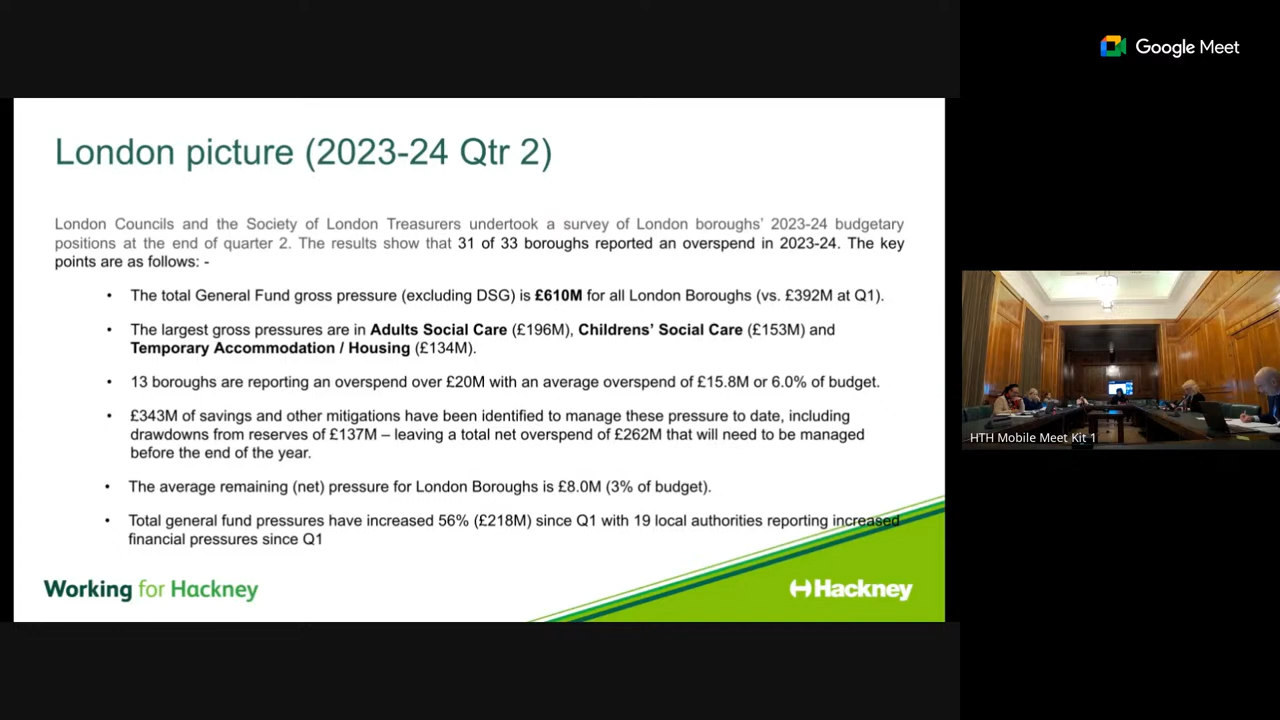 Google Meet
London picture (2023-24 Qtr 2)
London Councils and the Society of London Treasurers undertook a survey of London boroughs' 2023-24 budgetary
positions at the end of quarter 2. The results show that 31 of 33 boroughs reported an overspend in 2023-24. The key
points are as follows: -
• The total General Fund gross pressure (excluding DSG) is £610M for all London Boroughs (vs. £392M at Q1).
• The largest gross pressures are in Adults Social Care (£196M), Childrens' Social Care (£153M) and
Temporary Accommodation / Housing (£134M).
• 13 boroughs are reporting an overspend over £20M with an average overspend of £15.8M or 6.0% of budget.
• £343M of savings and other mitigations have been identified to manage these pressure to date, including
drawdowns from reserves of £137M – leaving a total net overspend of £262M that will need to be managed
before the end of the year.
• The average remaining (net) pressure for London Boroughs is £8.0M (3% of budget).
• Total general fund pressures have increased 56% (£218M) since Q1 with 19 local authorities reporting increased
financial pressures since Q1
Working for Hackney
Hackney
HTH Mobile Meet Kit 1